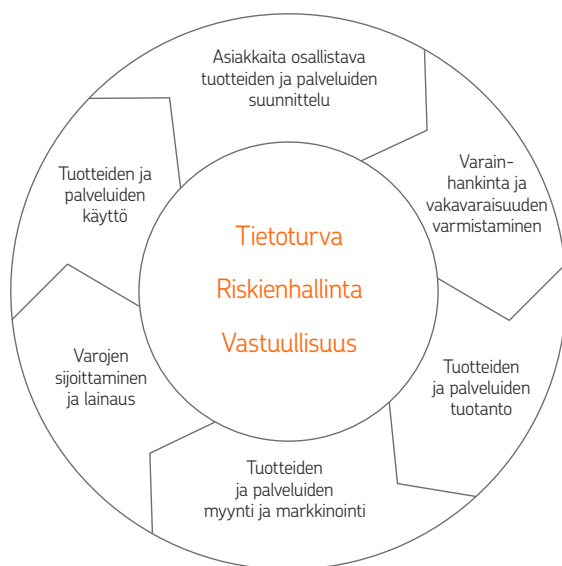 Asiakkaita osallistava
tuotteiden ja palveluiden
suunnittelu
Varain-
hankinta ja
vakavaraisuuden
varmistaminen
Tuotteiden
ja palveluiden
tuotanto
Tuotteiden
ja palveluiden
myynti ja markkinointi
Varojen
sijoittaminen
ja lainaus
Tuotteiden ja
palveluiden
käyttö
Tietoturva
Riskienhallinta
Vastuullisuus